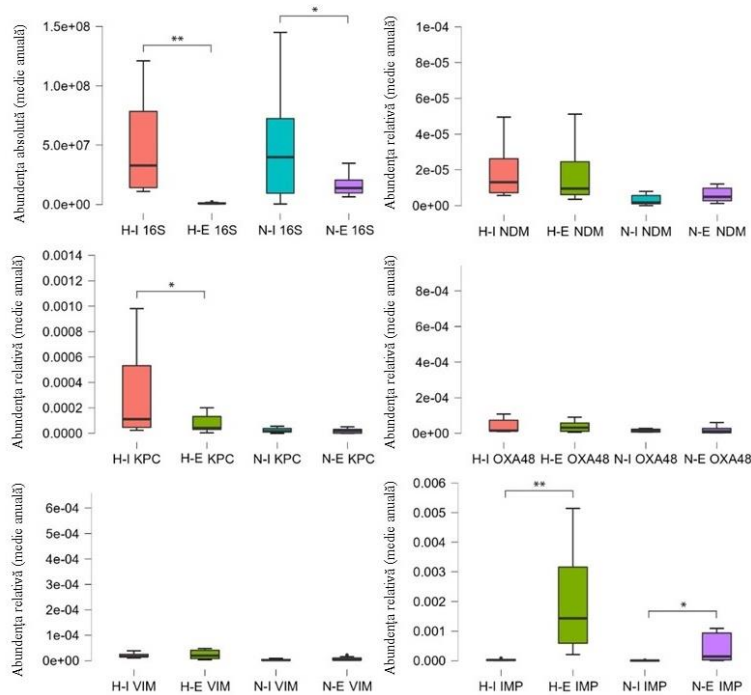 Abundența absolută (medie anuală)
1.5e+08
1.0e+08
5.0e+07
0.0e+00
**
*
H-I 16S H-E 16S N-I 16S N-E 16S
Abundența relativă (medie anuală)
1e-04
8e-05
6e-05
4e-05
2e-05
0e+00
H-I NDM H-E NDM N-I NDM N-E NDM
Abundența relativă (medie anuală)
0.0014
0.0012
0.0010
0.0008
0.0006
0.0004
0.0002
0.0000
*
H-I KPC H-E KPC N-I KPC N-E KPC
Abundența relativă (medie anuală)
8e-04
6e-04
4e-04
2e-04
0e+00
H-I OXA48 H-E OXA48 N-I OXA48 N-E OXA48
Abundența relativă (medie anuală)
6e-04
5e-04
4e-04
3e-04
2e-04
1e-04
0e+00
H-I VIM H-E VIM N-I VIM N-E VIM
Abundența relativă (medie anuală)
0.006
0.005
0.004
0.003
0.002
0.001
0.000
**
*
H-I IMP H-E IMP N-I IMP N-E IMP